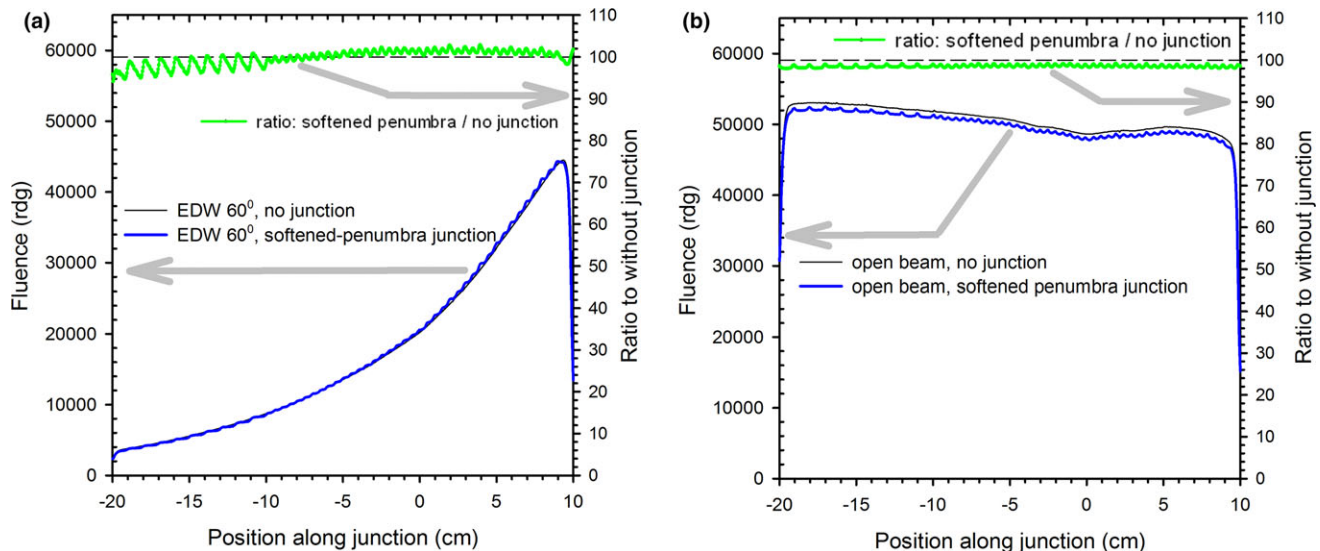 (a)
Fluence (rdg)
60000
50000
40000
30000
20000
10000
0
ratio: softened penumbra / no junction
EDW 60⁰, no junction
EDW 60⁰, softened-penumbra junction
110
100
90
80
70
60
50
40
30
20
10
0
Ratio to without junction
-20 -15 -10 -5 0 5 10
Position along junction (cm)
(b)
Fluence (rdg)
60000
50000
40000
30000
20000
10000
0
ratio: softened penumbra / no junction
open beam, no junction
open beam, softened penumbra junction
110
100
90
80
70
60
50
40
30
20
10
0
Ratio to without junction
-20 -15 -10 -5 0 5 10
Position along junction (cm)